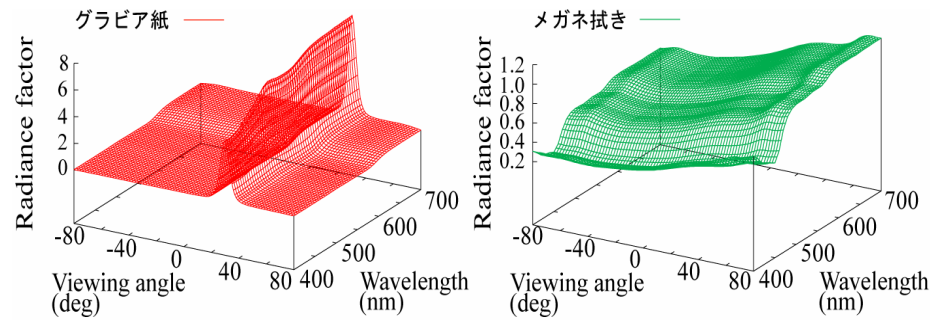 グラビア紙
Radiance factor
8
6
4
2
0
-80
-40
0
40
80
Viewing angle
(deg)
400
500
600
700
Wavelength
(nm)
メガネ拭き
Radiance factor
1.2
1.0
0.8
0.6
0.4
0.2
-80
-40
0
40
80
Viewing angle
(deg)
400
500
600
700
Wavelength
(nm)